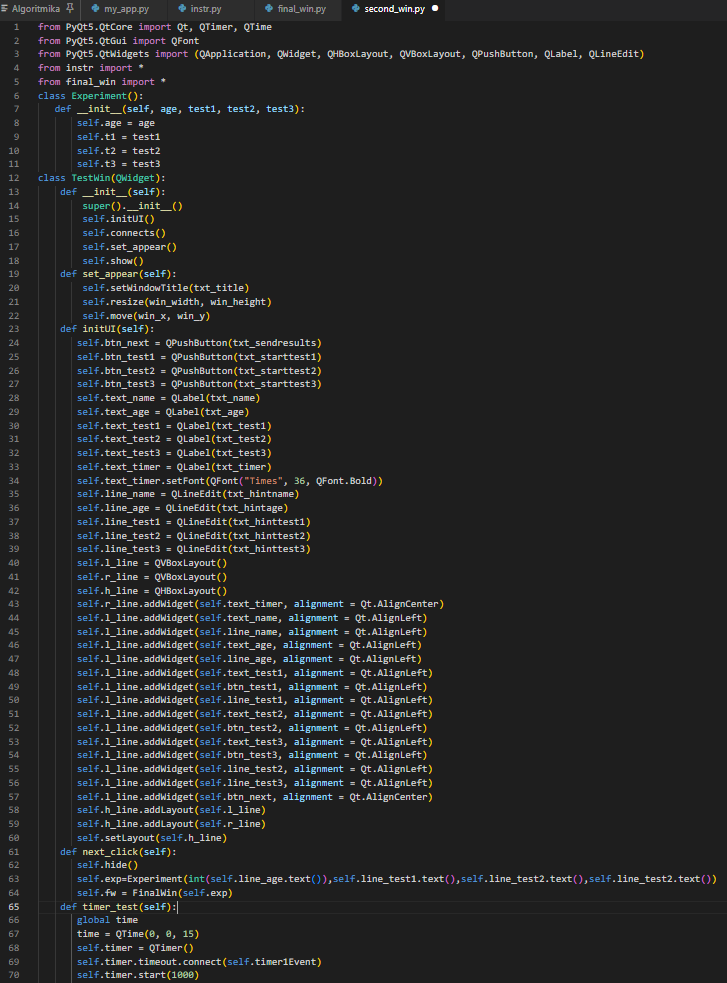 Algoritmika my_app.py instr.py final_win.py second_win.py
1 from PyQt5.QtCore import Qt, QTimer, QTime
2 from PyQt5.QtGui import QFont
3 from PyQt5.QtWidgets import (QApplication, QWidget, QHBoxLayout, QVBoxLayout, QPushButton, QLabel, QLineEdit)
4 from instr import *
5 from final_win import *
6 class Experiment():
7 def __init__(self, age, test1, test2, test3):
8 self.age = age
9 self.t1 = test1
10 self.t2 = test2
11 self.t3 = test3
12 class TestWin(QWidget):
13 def __init__(self):
14 super().__init__()
15 self.initUI()
16 self.connects()
17 self.set_appear()
18 self.show()
19 def set_appear(self):
20 self.setWindowTitle(txt_title)
21 self.resize(win_width, win_height)
22 self.move(win_x, win_y)
23 def initUI(self):
24 self.btn_next = QPushButton(txt_sendresults)
25 self.btn_test1 = QPushButton(txt_starttest1)
26 self.btn_test2 = QPushButton(txt_starttest2)
27 self.btn_test3 = QPushButton(txt_starttest3)
28 self.text_name = QLabel(txt_name)
29 self.text_age = QLabel(txt_age)
30 self.text_test1 = QLabel(txt_test1)
31 self.text_test2 = QLabel(txt_test2)
32 self.text_test3 = QLabel(txt_test3)
33 self.text_timer = QLabel(txt_timer)
34 self.text_timer.setFont(QFont("Times", 36, QFont.Bold))
35 self.line_name = QLineEdit(txt_hintname)
36 self.line_age = QLineEdit(txt_hintage)
37 self.line_test1 = QLineEdit(txt_hinttest1)
38 self.line_test2 = QLineEdit(txt_hinttest2)
39 self.line_test3 = QLineEdit(txt_hinttest3)
40 self.l_line = QVBoxLayout()
41 self.r_line = QVBoxLayout()
42 self.h_line = QHBoxLayout()
43 self.r_line.addWidget(self.text_timer, alignment = Qt.AlignCenter)
44 self.l_line.addWidget(self.text_name, alignment = Qt.AlignLeft)
45 self.l_line.addWidget(self.line_name, alignment = Qt.AlignLeft)
46 self.l_line.addWidget(self.text_age, alignment = Qt.AlignLeft)
47 self.l_line.addWidget(self.line_age, alignment = Qt.AlignLeft)
48 self.l_line.addWidget(self.text_test1, alignment = Qt.AlignLeft)
49 self.l_line.addWidget(self.btn_test1, alignment = Qt.AlignLeft)
50 self.l_line.addWidget(self.line_test1, alignment = Qt.AlignLeft)
51 self.l_line.addWidget(self.text_test2, alignment = Qt.AlignLeft)
52 self.l_line.addWidget(self.btn_test2, alignment = Qt.AlignLeft)
53 self.l_line.addWidget(self.text_test3, alignment = Qt.AlignLeft)
54 self.l_line.addWidget(self.btn_test3, alignment = Qt.AlignLeft)
55 self.l_line.addWidget(self.line_test2, alignment = Qt.AlignLeft)
56 self.l_line.addWidget(self.line_test3, alignment = Qt.AlignLeft)
57 self.l_line.addWidget(self.btn_next, alignment = Qt.AlignCenter)
58 self.h_line.addLayout(self.l_line)
59 self.h_line.addLayout(self.r_line)
60 self.setLayout(self.h_line)
61 def next_click(self):
62 self.hide()
63 self.exp=Experiment(int(self.line_age.text()),self.line_test1.text(),self.line_test2.text(),self.line_test2.text())
64 self.fw = FinalWin(self.exp)
65 def timer_test(self):
66 global time
67 time = QTime(0, 0, 15)
68 self.timer = QTimer()
69 self.timer.timeout.connect(self.timer1Event)
70 self.timer.start(1000)